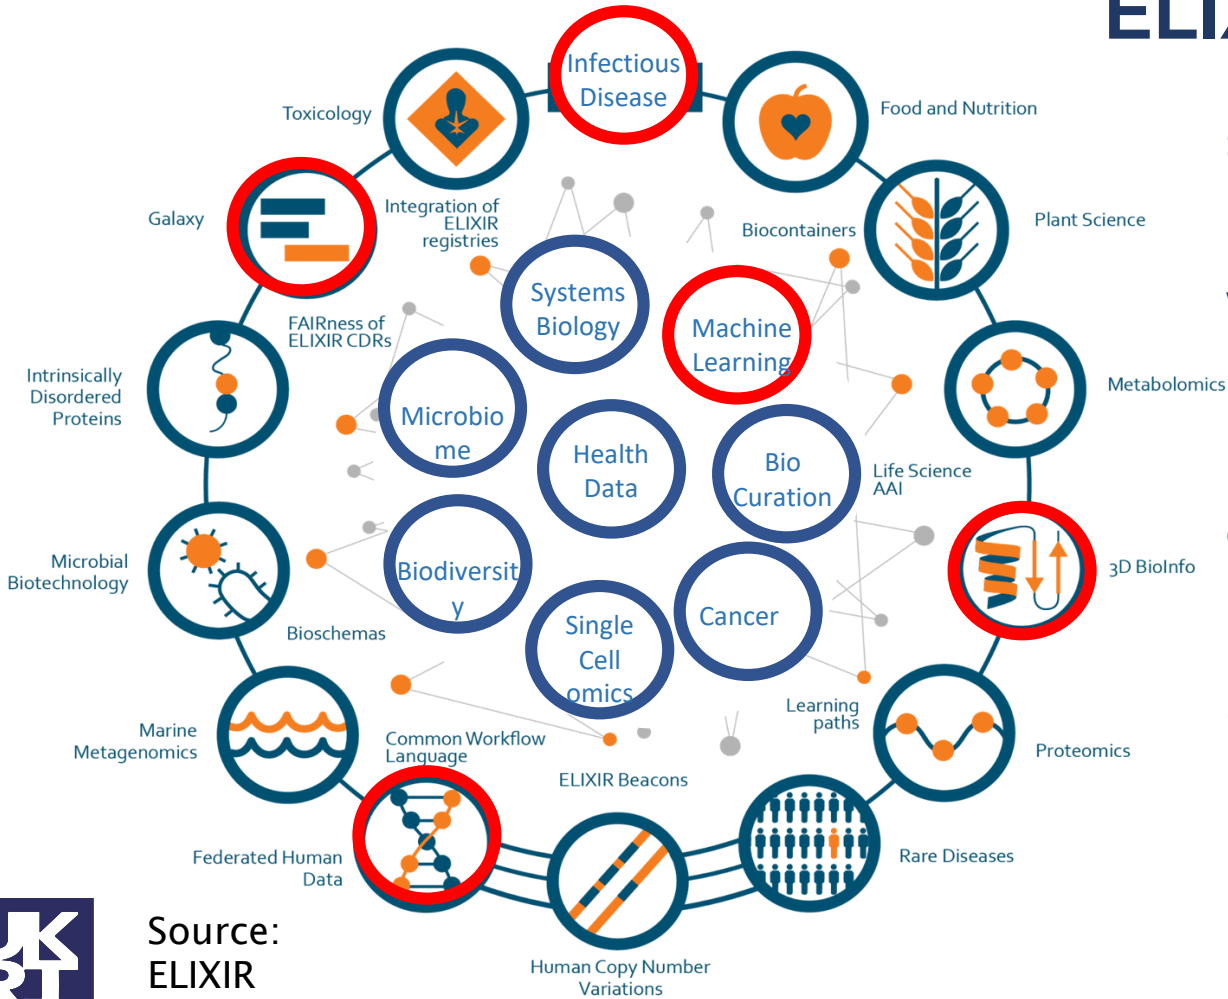 ELIX
Infectious
Disease
Toxicology
Food and Nutrition
Galaxy
Integration of
ELIXIR
registries
Biocontainers
Plant Science
Systems
Biology
Machine
Learning
FAIRness of
ELIXIR CDRs
Intrinsically
Disordered
Proteins
Metabolomics
Microbio
me
Health
Data
Bio
Curation
Life Science
AAI
Microbial
Biotechnology
Biodiversit
y
3D BioInfo
Bioschemas
Single
Cell
omics
Cancer
Learning
paths
Marine
Metagenomics
Common Workflow
Language
Proteomics
ELIXIR Beacons
Federated Human
Data
Rare Diseases
Human Copy Number
Variations
Source:
ELIXIR